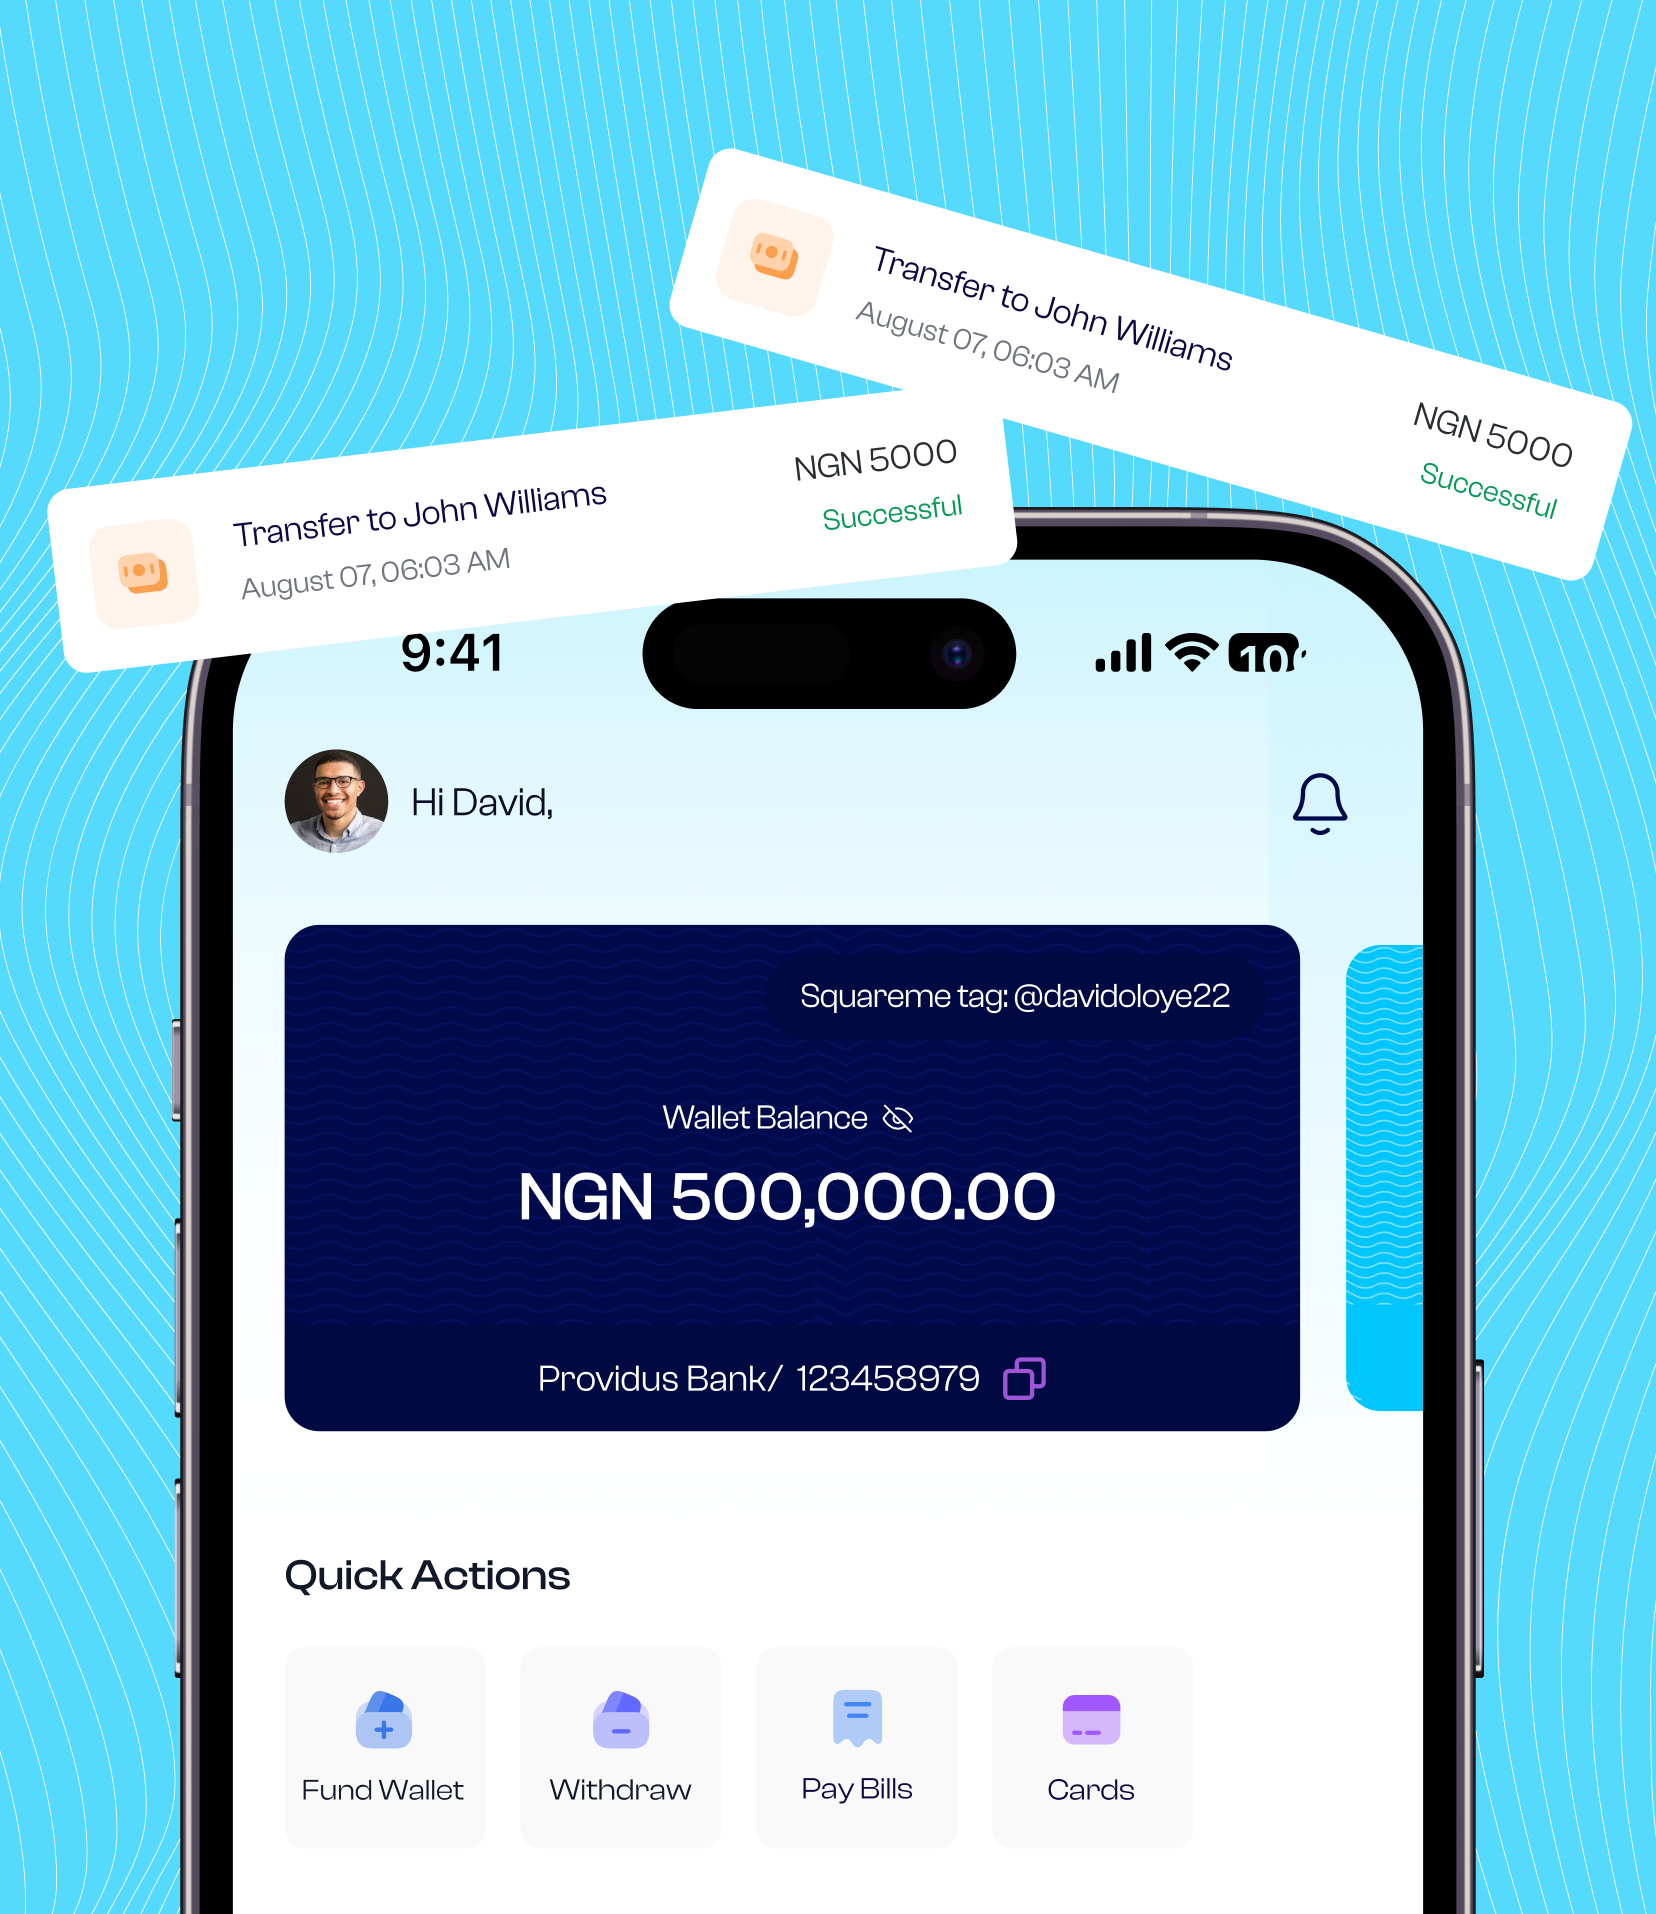 Transfer to John Williams
August 07, 06:03 AM
NGN 5000
Successful
Transfer to John Williams
August 07, 06:03 AM
NGN 5000
Successful
9:41
Hi David,
Squareme tag: @davidoloye22
Wallet Balance
NGN 500,000.00
Providus Bank/ 123458979
Quick Actions
Fund Wallet
Withdraw
Pay Bills
Cards